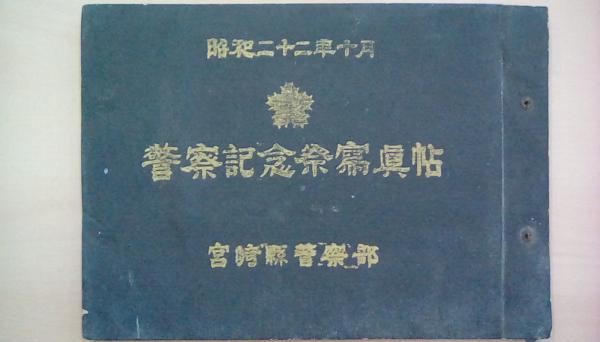 昭和二十二年十月
警察記念祭寫眞帖
宮崎縣警察部